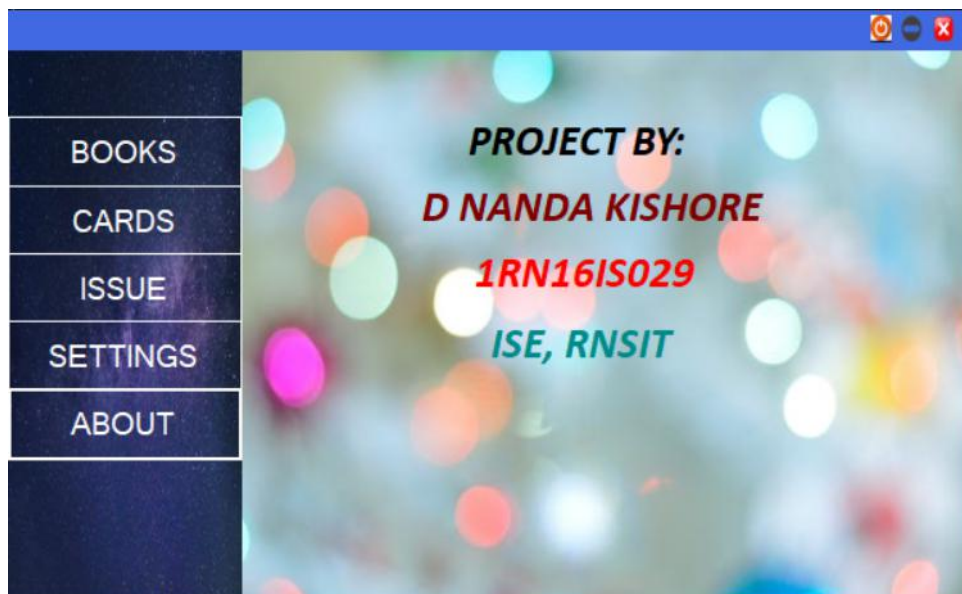 BOOKS
CARDS
ISSUE
SETTINGS
ABOUT
PROJECT BY:
D NANDA KISHORE
1RN16IS029
ISE, RNSIT